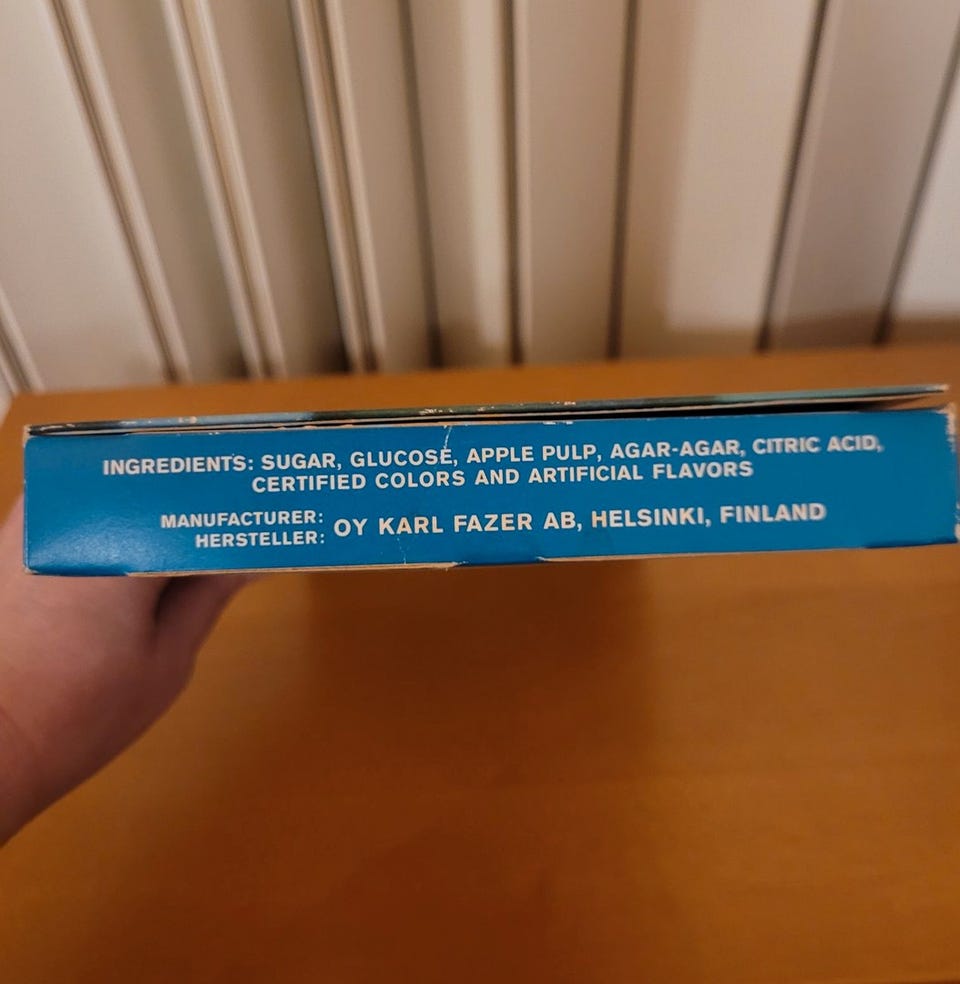 INGREDIENTS: SUGAR, GLUCOSE, APPLE PULP, AGAR-AGAR, CITRIC ACID,
CERTIFIED COLORS AND ARTIFICIAL FLAVORS
MANUFACTURER:
HERSTELLER:
OY KARL FAZER AB, HELSINKI, FINLAND